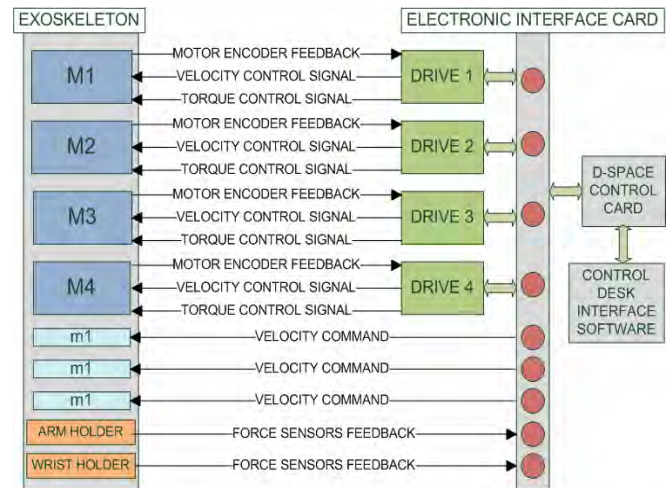 EXOSKELETON
ELECTRONIC INTERFACE CARD
MOTOR ENCODER FEEDBACK
M1
VELOCITY CONTROL SIGNAL
DRIVE 1
TORQUE CONTROL SIGNAL
MOTOR ENCODER FEEDBACK
M2
VELOCITY CONTROL SIGNAL
DRIVE 2
TORQUE CONTROL SIGNAL
MOTOR ENCODER FEEDBACK
M3
VELOCITY CONTROL SIGNAL
DRIVE 3
TORQUE CONTROL SIGNAL
MOTOR ENCODER FEEDBACK
M4
VELOCITY CONTROL SIGNAL
DRIVE 4
TORQUE CONTROL SIGNAL
D-SPACE
CONTROL
CARD
CONTROL
DESK
INTERFACE
SOFTWARE
m1
VELOCITY COMMAND
m1
VELOCITY COMMAND
m1
VELOCITY COMMAND
ARM HOLDER
FORCE SENSORS FEEDBACK
WRIST HOLDER
FORCE SENSORS FEEDBACK